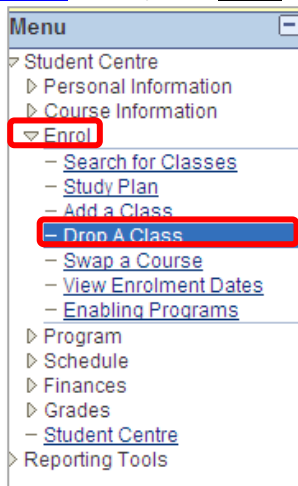 Menu
Student Centre
Personal Information
Course Information
Enrol
– Search for Classes
– Study Plan
– Add a Class
– Drop A Class
– Swap a Course
– View Enrolment Dates
– Enabling Programs
Program
Schedule
Finances
Grades
– Student Centre
Reporting Tools